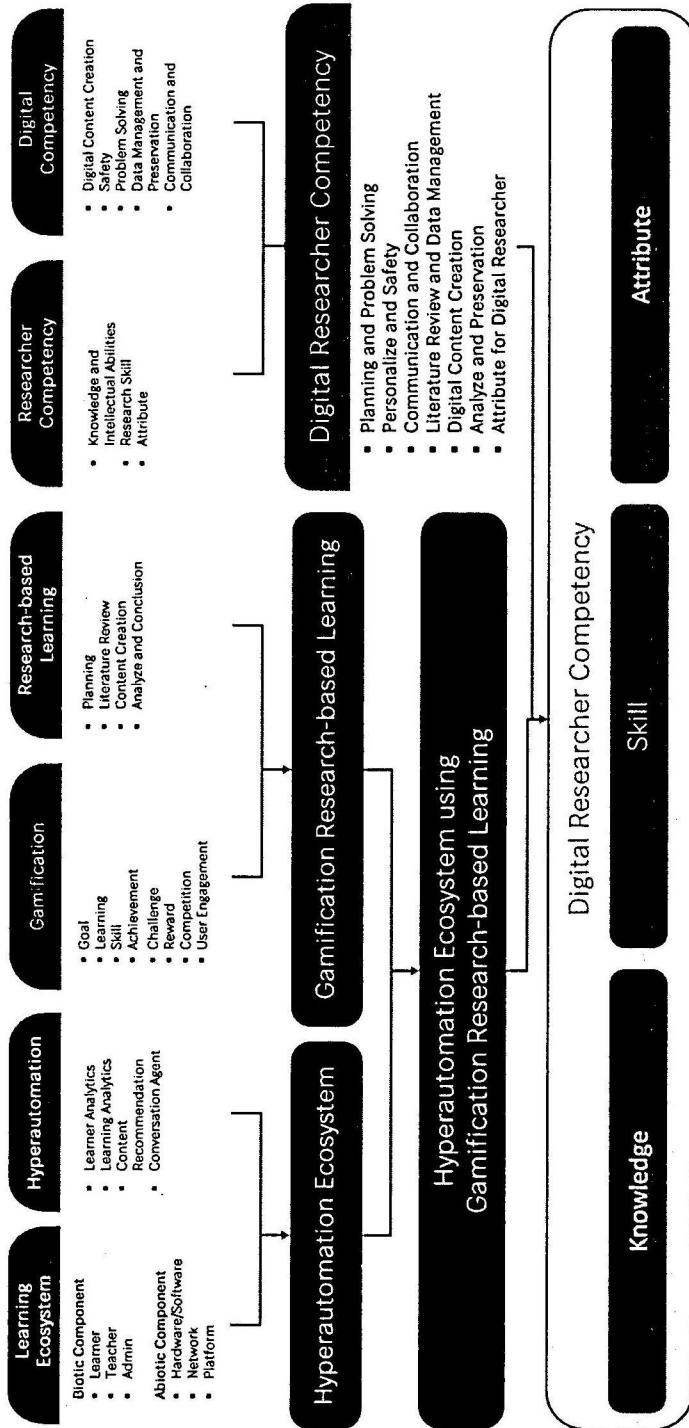 Learning
Ecosystem
Biotic Component
• Learner
• Teacher
• Admin
Abiotic Component
• Hardware/Software
• Network
• Platform
Hyperautomation
• Learner Analytics
• Learning Analytics
• Content
Recommendation
• Conversation Agent
Gamification
• Goal
• Learning
• Skill
• Achievement
• Challenge
• Reward
• Competition
• User Engagement
Research-based
Learning
• Planning
• Literature Review
• Content Creation
• Analyze and Conclusion
Researcher
Competency
• Knowledge and
Intellectual Abilities
• Research Skill
• Attribute
Digital
Competency
• Digital Content Creation
• Safety
• Problem Solving
• Data Management and
Preservation
• Communication and
Collaboration
Hyperautomation Ecosystem
Gamification Research-based Learning
Digital Researcher Competency
▪ Planning and Problem Solving
▪ Personalize and Safety
▪ Communication and Collaboration
▪ Literature Review and Data Management
▪ Digital Content Creation
▪ Analyze and Preservation
▪ Attribute for Digital Researcher
Hyperautomation Ecosystem using
Gamification Research-based Learning
Digital Researcher Competency
Knowledge
Skill
Attribute